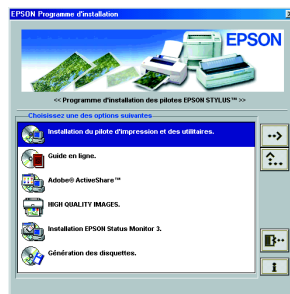 EPSON Programme d'installation
EPSON
<< Programme d'installation des pilotes EPSON STYLUS™ >>
Choisissez une des options suivantes
Installation du pilote d'impression et des utilitaires.
Guide en ligne.
Adobe® ActiveShare™
HIGH QUALITY IMAGES.
Installation EPSON Status Monitor 3.
Génération des disquettes.